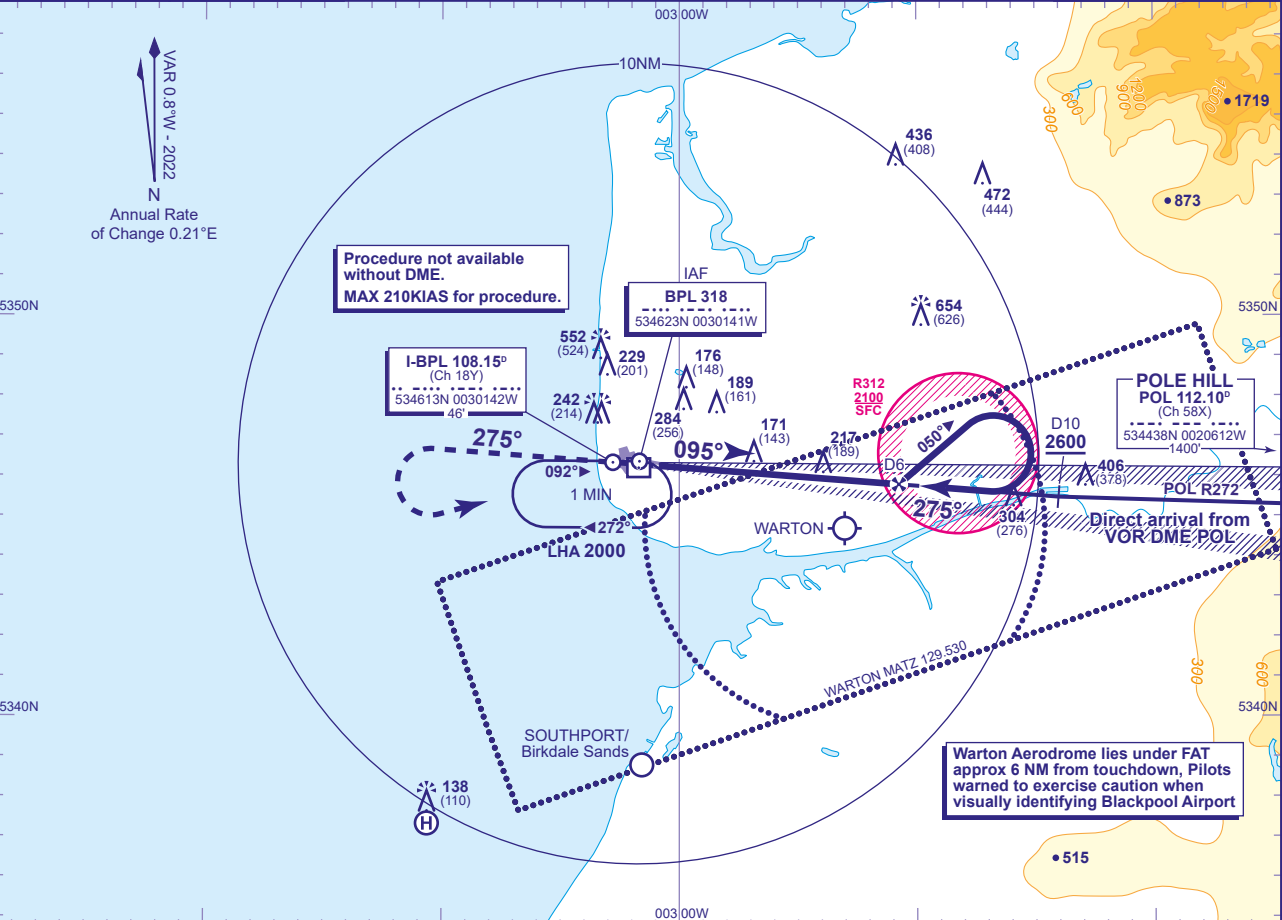 003 00W
VAR 0.8°W - 2022
N
Annual Rate
of Change 0.21°E
10NM
300
600
900
1200
1500
1719
873
436
(408)
472
(444)
Procedure not available
without DME.
MAX 210KIAS for procedure.
IAF
BPL 318
534623N 0030141W
5350N
5350N
654
(626)
552
(524)
229
(201)
176
(148)
189
(161)
I-BPL 108.15ᴰ
(Ch 18Y)
534613N 0030142W
46'
242
(214)
284
(256)
171
(143)
217
(189)
R312
2100
SFC
POLE HILL
POL 112.10ᴰ
(Ch 58X)
534438N 0020612W
1400'
D10
2600
050°
275°
095°
092°
1 MIN
272°
LHA 2000
D6
275°
304
(276)
406
(378)
POL R272
Direct arrival from
VOR DME POL
WARTON
WARTON MATZ 129.530
300
600
5340N
5340N
SOUTHPORT/
Birkdale Sands
138
(110)
H
Warton Aerodrome lies under FAT
approx 6 NM from touchdown, Pilots
warned to exercise caution when
visually identifying Blackpool Airport
515
003 00W